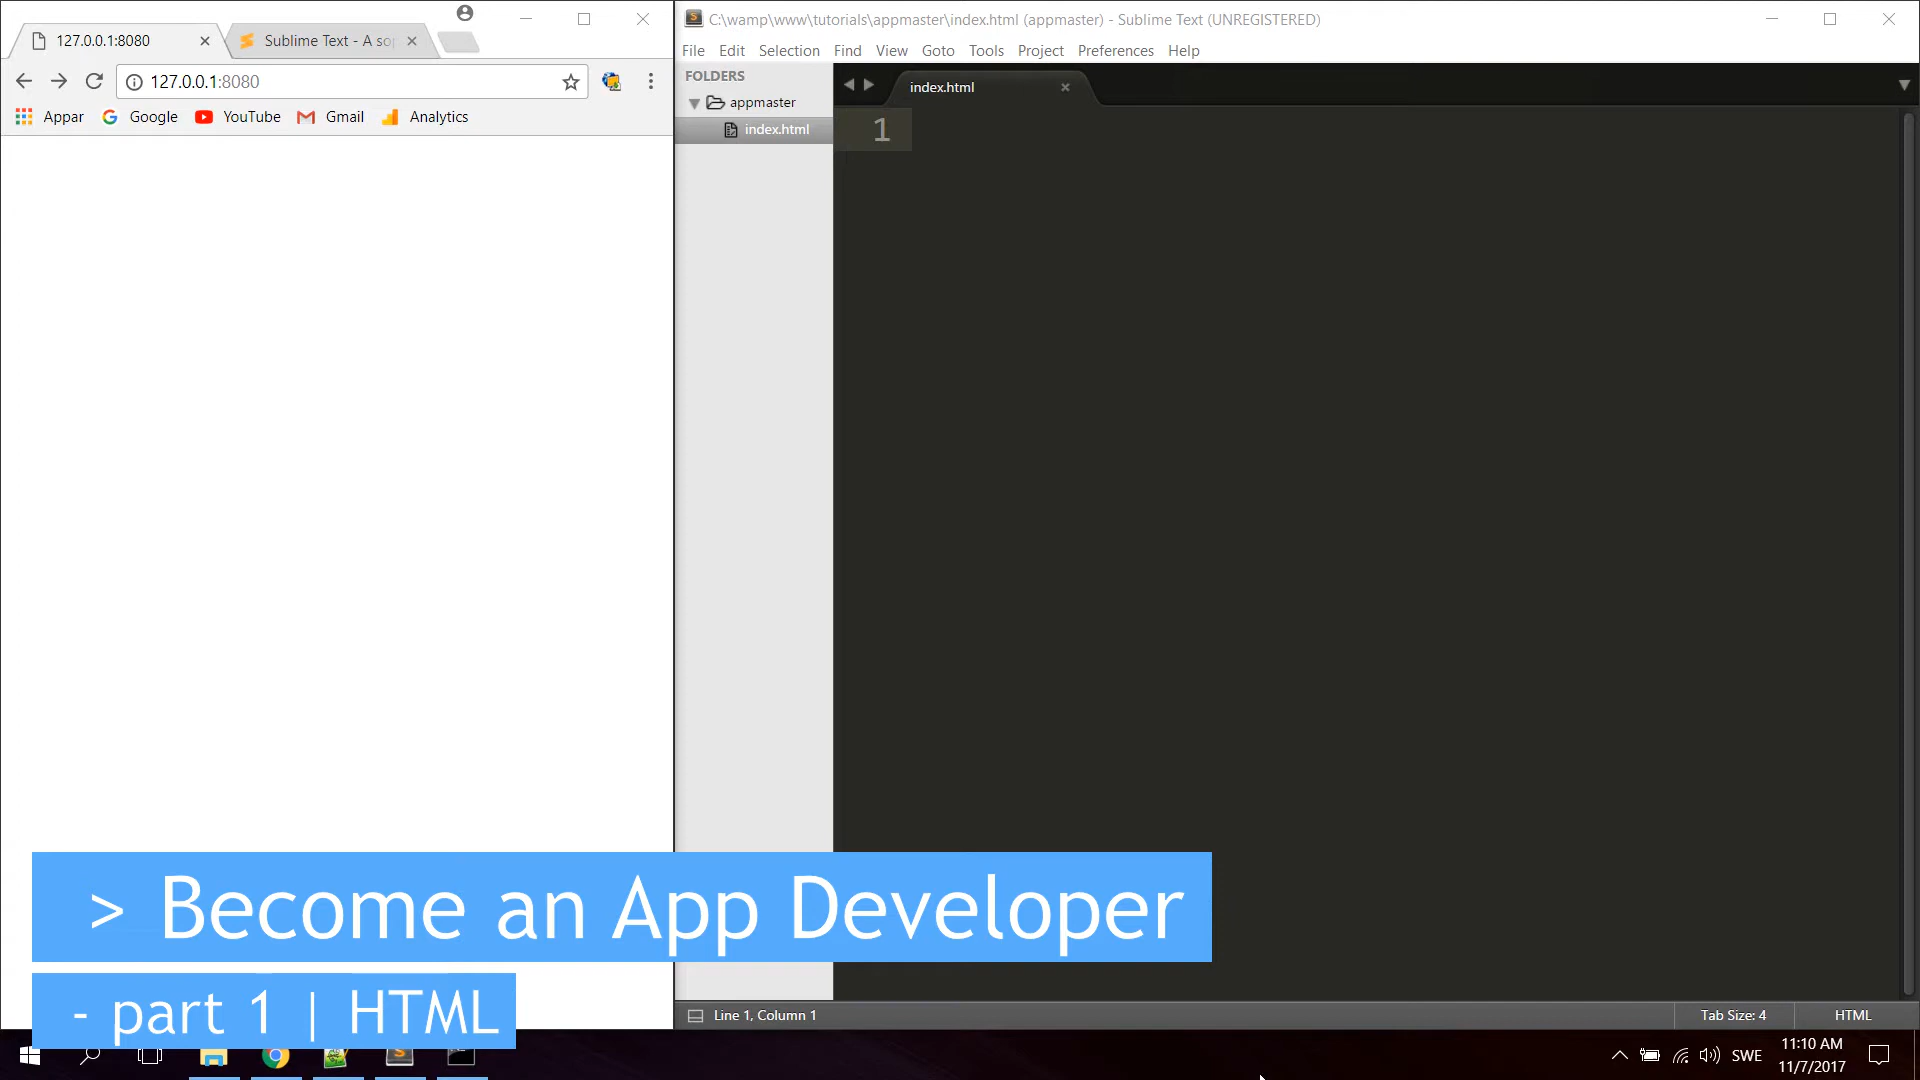 127.0.0.1:8080
Sublime Text - A so
127.0.0.1:8080
Appar Google YouTube Gmail Analytics
C:\wamp\www\tutorials\appmaster\index.html (appmaster) - Sublime Text (UNREGISTERED)
File Edit Selection Find View Goto Tools Project Preferences Help
FOLDERS
appmaster
index.html
index.html
1
> Become an App Developer
- part 1 | HTML
Line 1, Column 1
Tab Size: 4
HTML
SWE
11:10 AM
11/7/2017